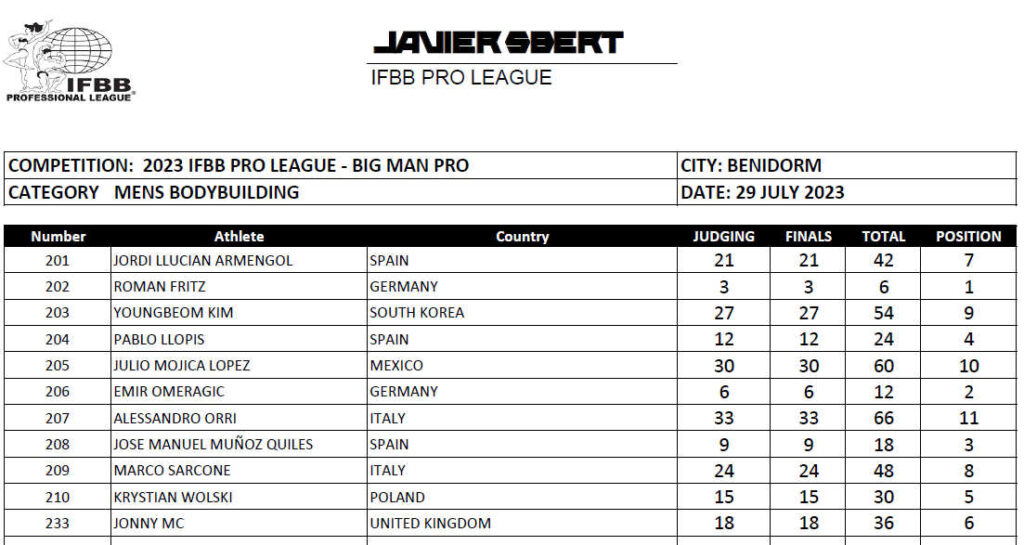 IFBB
PROFESSIONAL LEAGUE®
JAVIER SBERT
IFBB PRO LEAGUE
COMPETITION: 2023 IFBB PRO LEAGUE - BIG MAN PRO CITY: BENIDORM
CATEGORY MENS BODYBUILDING DATE: 29 JULY 2023
Number Athlete Country JUDGING FINALS TOTAL POSITION
201 JORDI LLUCIAN ARMENGOL SPAIN 21 21 42 7
202 ROMAN FRITZ GERMANY 3 3 6 1
203 YOUNGBEOM KIM SOUTH KOREA 27 27 54 9
204 PABLO LLOPIS SPAIN 12 12 24 4
205 JULIO MOJICA LOPEZ MEXICO 30 30 60 10
206 EMIR OMERAGIC GERMANY 6 6 12 2
207 ALESSANDRO ORRI ITALY 33 33 66 11
208 JOSE MANUEL MUÑOZ QUILES SPAIN 9 9 18 3
209 MARCO SARCONE ITALY 24 24 48 8
210 KRYSTIAN WOLSKI POLAND 15 15 30 5
233 JONNY MC UNITED KINGDOM 18 18 36 6